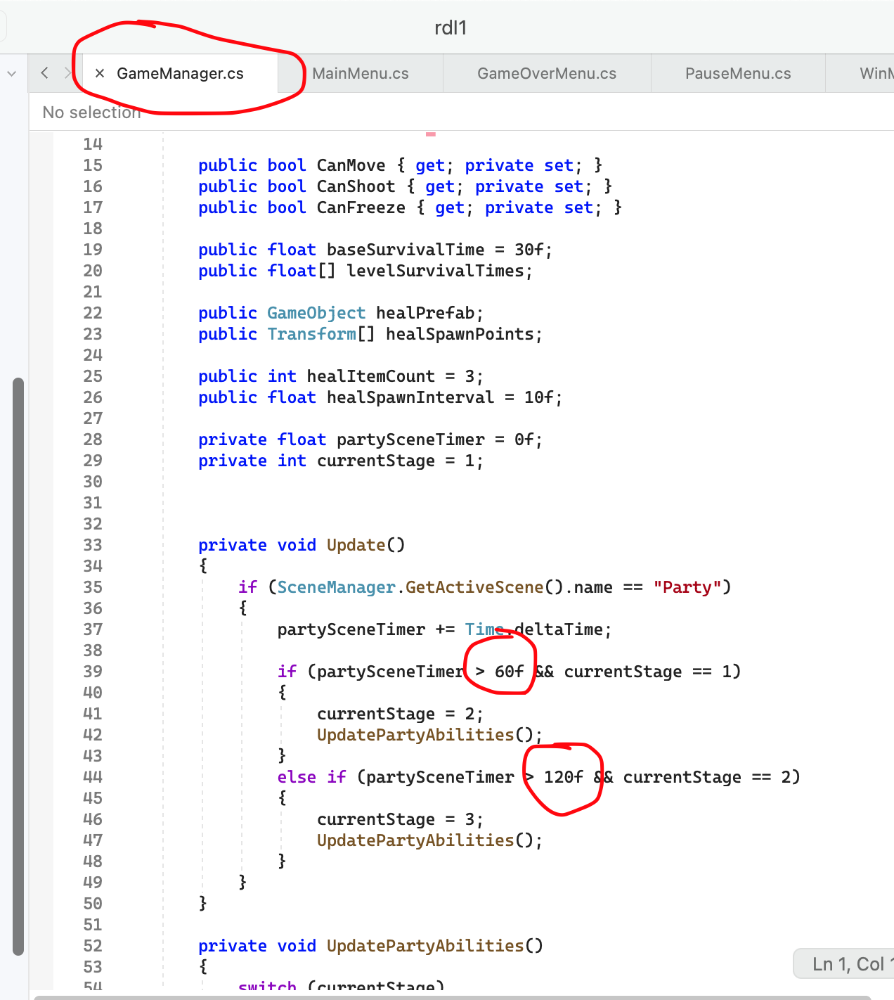 rdl1
GameManager.cs MainMenu.cs GameOverMenu.cs PauseMenu.cs
No selection
14
15 public bool CanMove { get; private set; }
16 public bool CanShoot { get; private set; }
17 public bool CanFreeze { get; private set; }
18
19 public float baseSurvivalTime = 30f;
20 public float[] levelSurvivalTimes;
21
22 public GameObject healPrefab;
23 public Transform[] healSpawnPoints;
24
25 public int healItemCount = 3;
26 public float healSpawnInterval = 10f;
27
28 private float partySceneTimer = 0f;
29 private int currentStage = 1;
30
31
32
33 private void Update()
34 {
35 if (SceneManager.GetActiveScene().name == "Party")
36 {
37 partySceneTimer += Time.deltaTime;
38
39 if (partySceneTimer > 60f && currentStage == 1)
40 {
41 currentStage = 2;
42 UpdatePartyAbilities();
43 }
44 else if (partySceneTimer > 120f && currentStage == 2)
45 {
46 currentStage = 3;
47 UpdatePartyAbilities();
48 }
49 }
50 }
51
52 private void UpdatePartyAbilities()
53 {
54 switch (currentStage)
Ln 1, Col